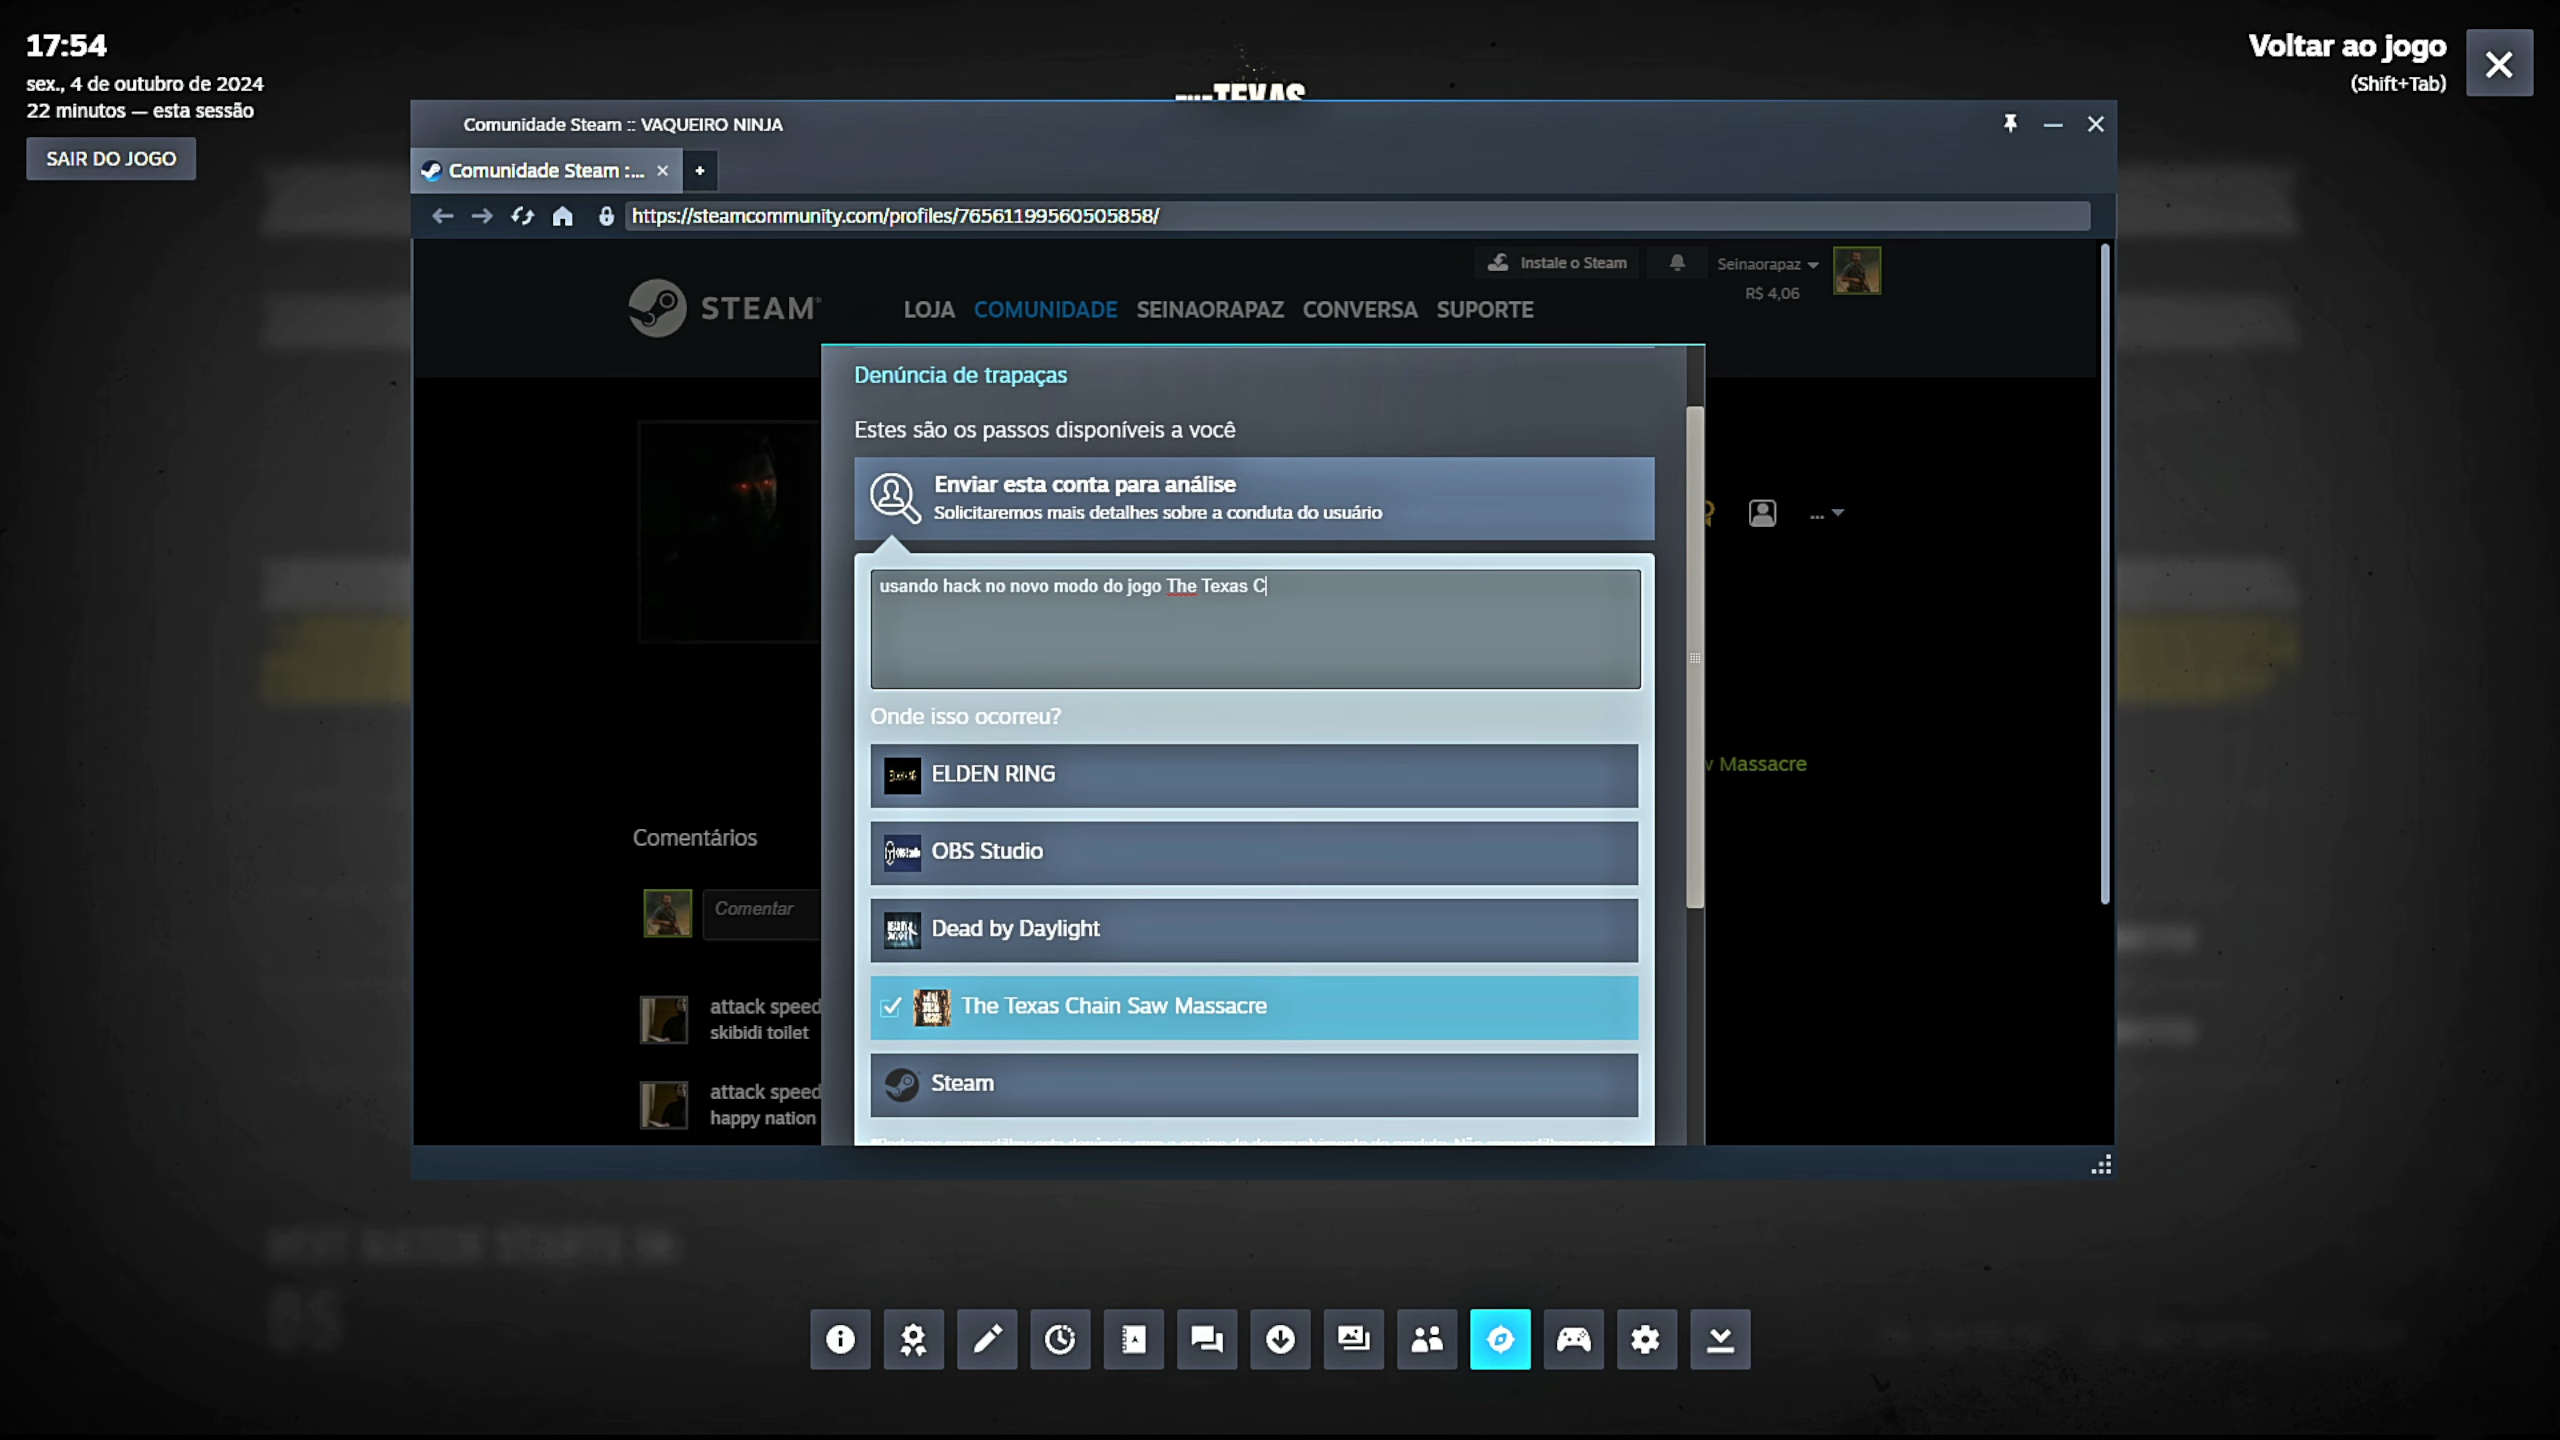 17:54
sex., 4 de outubro de 2024
22 minutos — esta sessão
SAIR DO JOGO
Voltar ao jogo
(Shift+Tab)
TEXAS
Comunidade Steam :: VAQUEIRO NINJA
Comunidade Steam :...
https://steamcommunity.com/profiles/76561199560505858/
Instale o Steam
Seinaorapaz
R$ 4,06
STEAM
LOJA COMUNIDADE SEINAORAPAZ CONVERSA SUPORTE
Denúncia de trapaças
Estes são os passos disponíveis a você
Enviar esta conta para análise
Solicitaremos mais detalhes sobre a conduta do usuário
...
usando hack no novo modo do jogo The Texas C
Onde isso ocorreu?
ELDEN RING
Massacre
OBS Studio
Comentários
Comentar
Dead by Daylight
The Texas Chain Saw Massacre
attack speed
skibidi toilet
Steam
attack speed
happy nation
NEXT MATCH STARTS IN: